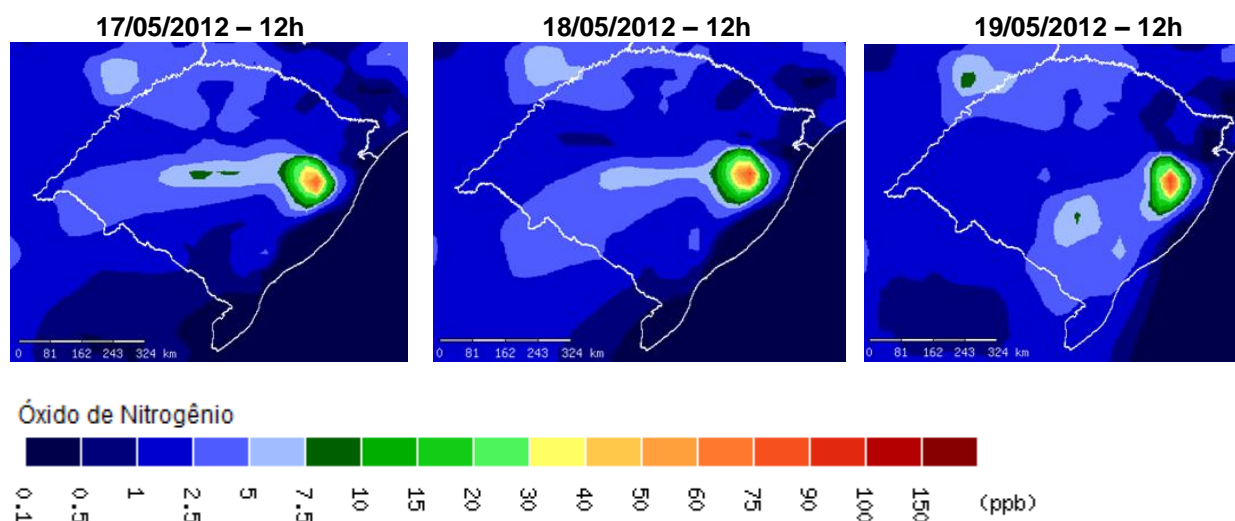 17/05/2012 – 12h
18/05/2012 – 12h
19/05/2012 – 12h
0 81 162 243 324 km
0 81 162 243 324 km
0 81 162 243 324 km
Óxido de Nitrogênio
0.1 0.5 1 2.5 5 7.5 10 15 20 30 40 50 60 75 90 100 150 (ppb)